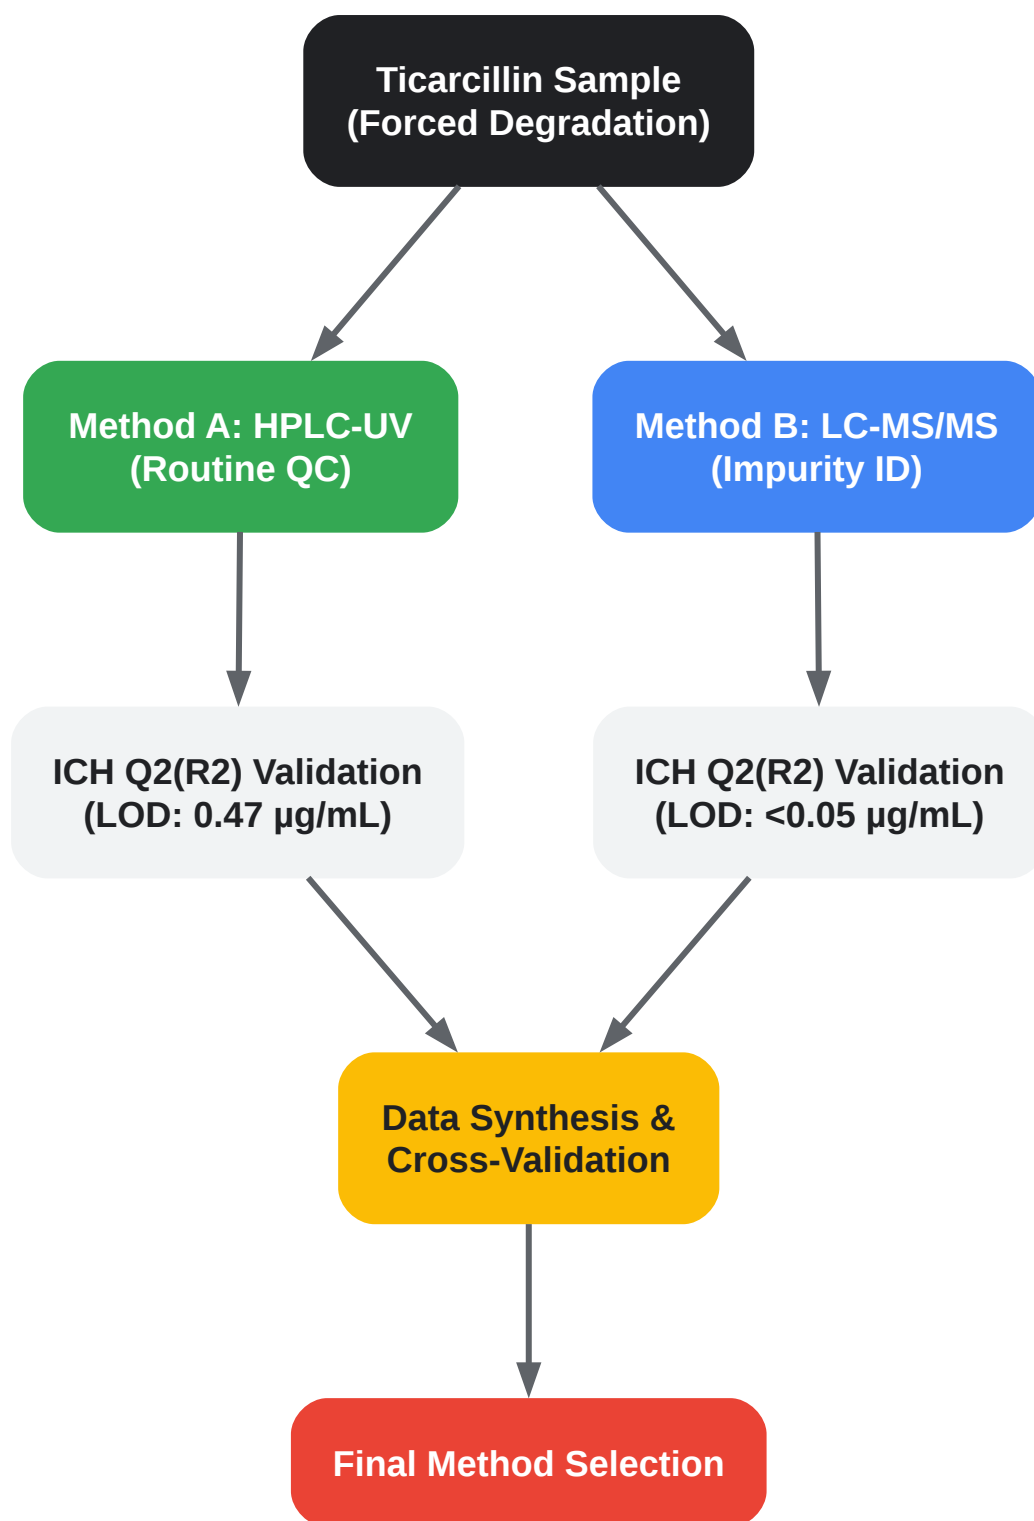 Ticarcillin Sample
(Forced Degradation)
Method A: HPLC-UV
(Routine QC)
Method B: LC-MS/MS
(Impurity ID)
ICH Q2(R2) Validation
(LOD: 0.47 µg/mL)
ICH Q2(R2) Validation
(LOD: <0.05 µg/mL)
Data Synthesis &
Cross-Validation
Final Method Selection